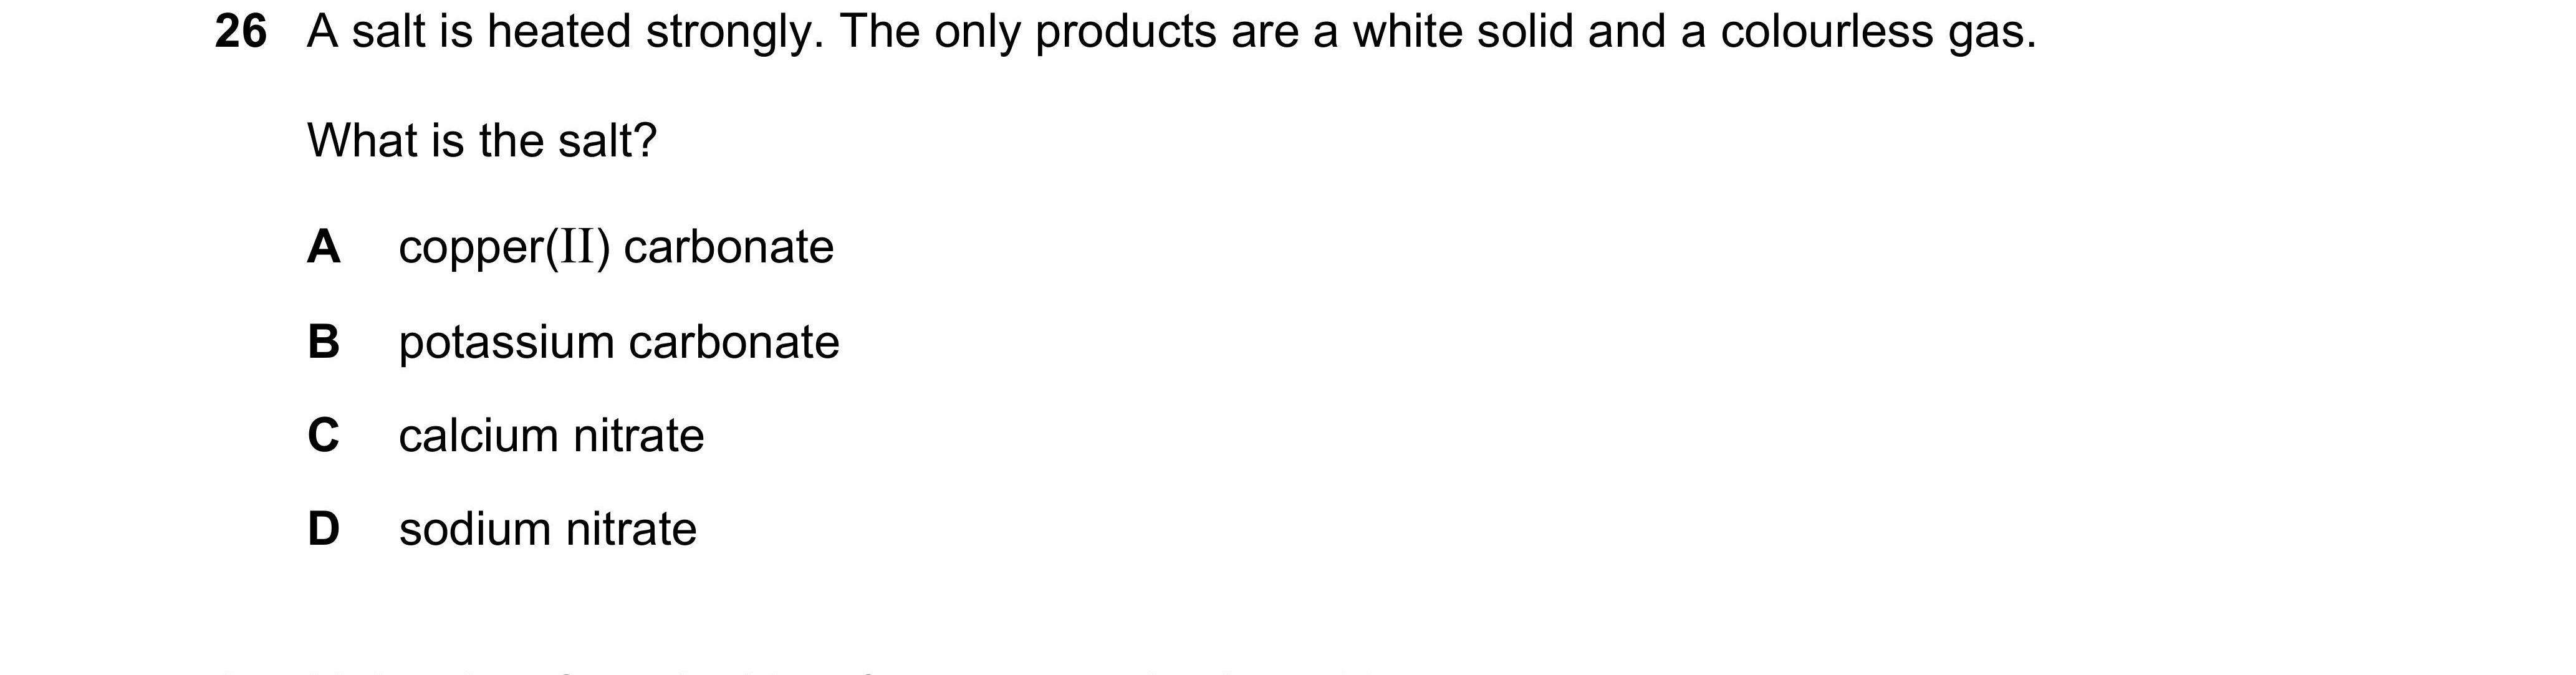 26 A salt is heated strongly. The only products are a white solid and a colourless gas.
What is the salt?
A copper(II) carbonate
B potassium carbonate
C calcium nitrate
D sodium nitrate